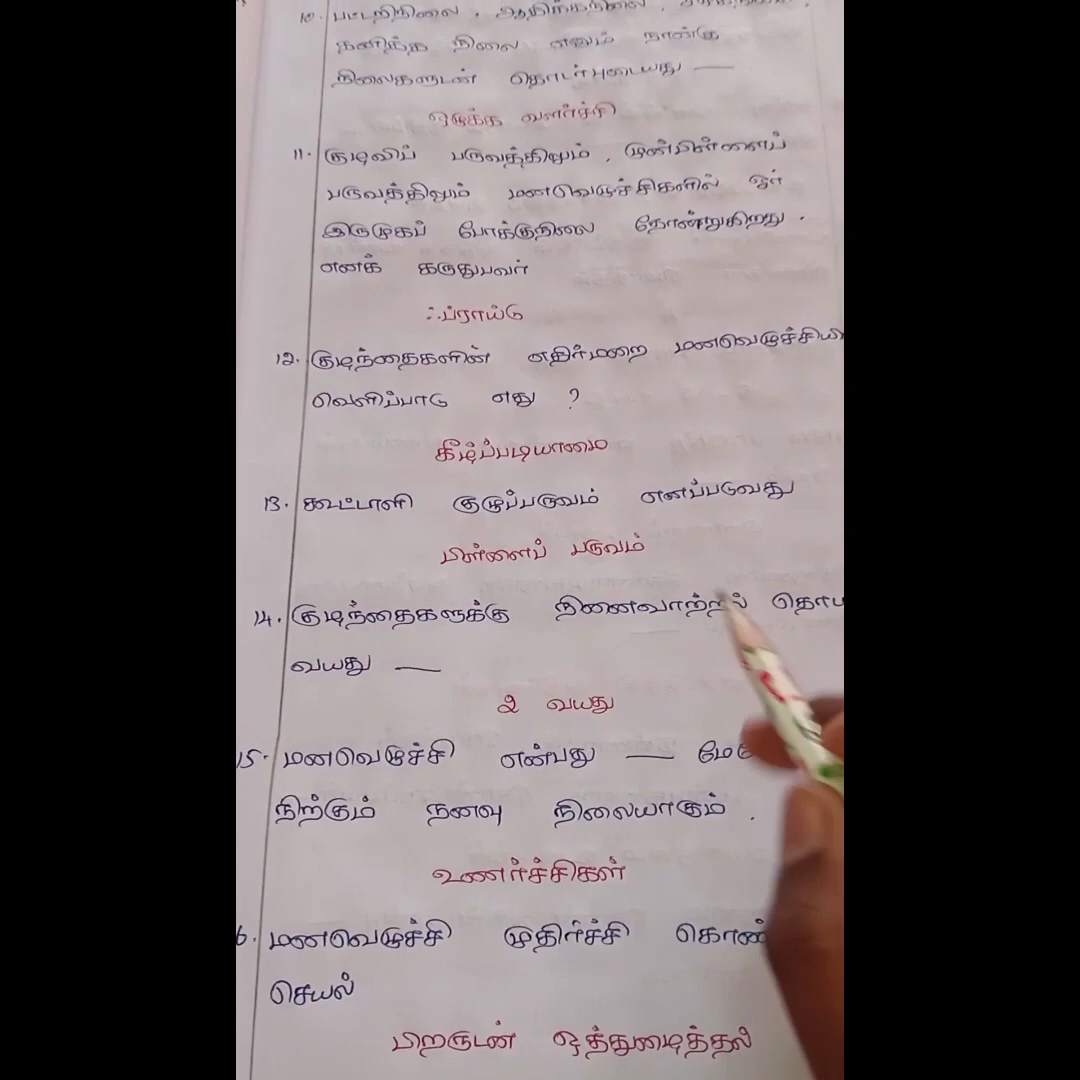 10. பட்டறிநிலை, ஆதிக்கநிலை,
தனித்த நிலை எனும் நான்கு
நிலைகளுடன் தொடர்புடையது —
ஒழுக்க வளர்ச்சி
11. குழவிப் பருவத்திலும், முன்பிள்ளைப்
பருவத்திலும் மனவெழுச்சிகளில் ஓர்
இருமுகப் போக்குநிலை தோன்றுகிறது.
எனக் கருதுபவர்
ஃப்ராய்டு
12. குழந்தைகளின் எதிர்மறை மனவெழுச்சியி
வெளிப்பாடு எது ?
கீழ்ப்படியாமை
13. கூட்டாளி குழுப்பருவம் எனப்படுவது
பிள்ளைப் பருவம்
14. குழந்தைகளுக்கு நினைவாற்றல் தொ
வயது —
2 வயது
15. மனவெழுச்சி என்பது — மே
நிற்கும் நனவு நிலையாகும்.
உணர்ச்சிகள்
6. மனவெழுச்சி முதிர்ச்சி கொண்
செயல்
பிறருடன் ஒத்துழைத்தல்